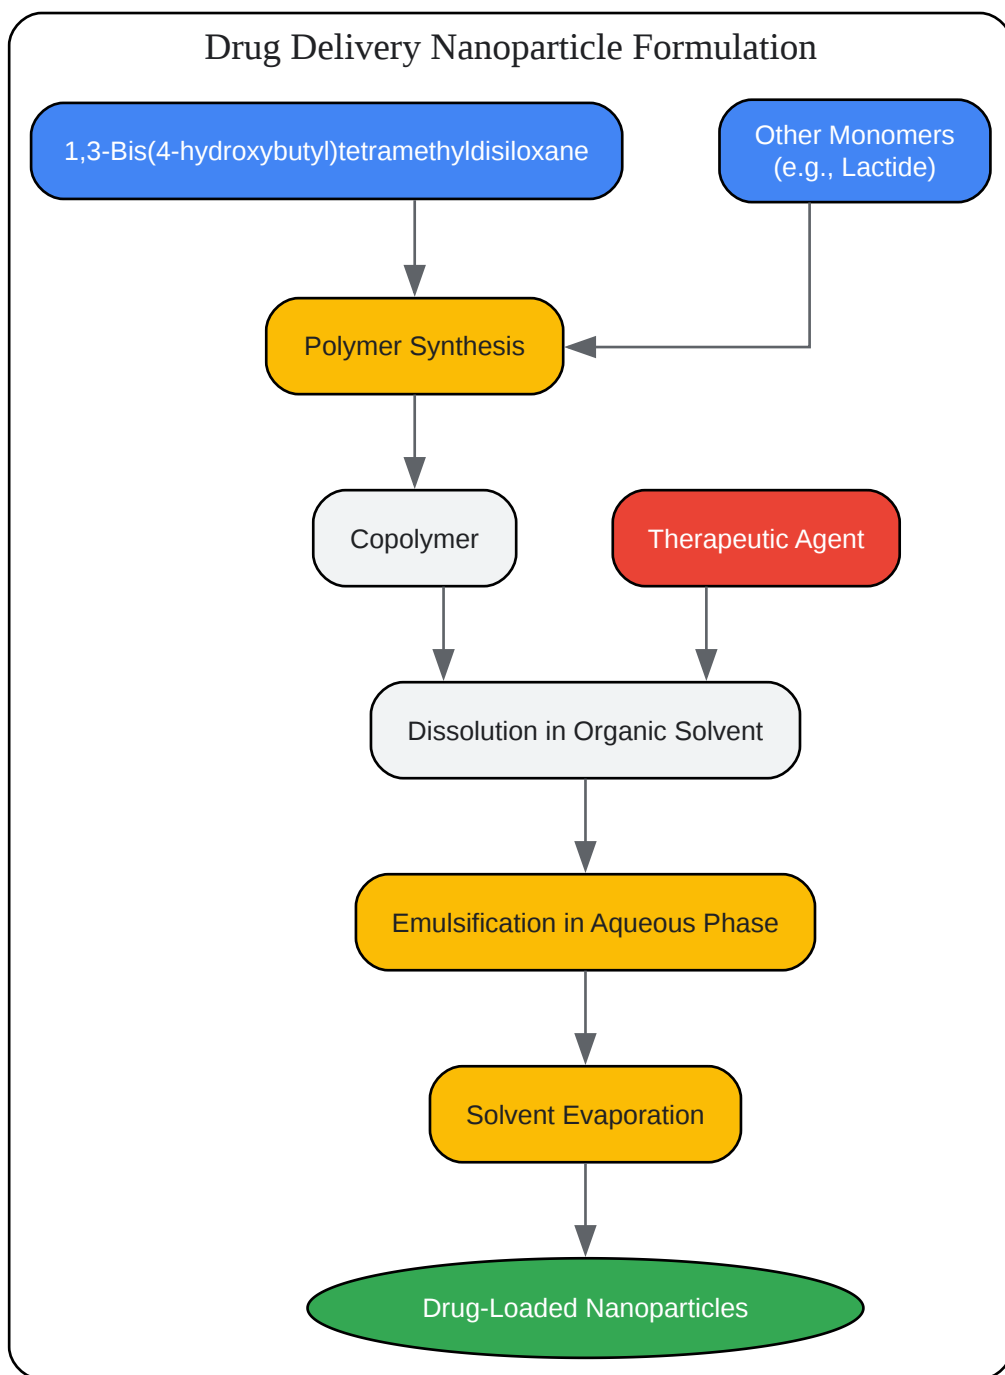 Drug Delivery Nanoparticle Formulation
1,3-Bis(4-hydroxybutyl)tetramethyldisiloxane
Other Monomers
(e.g., Lactide)
Polymer Synthesis
Copolymer
Therapeutic Agent
Dissolution in Organic Solvent
Emulsification in Aqueous Phase
Solvent Evaporation
Drug-Loaded Nanoparticles